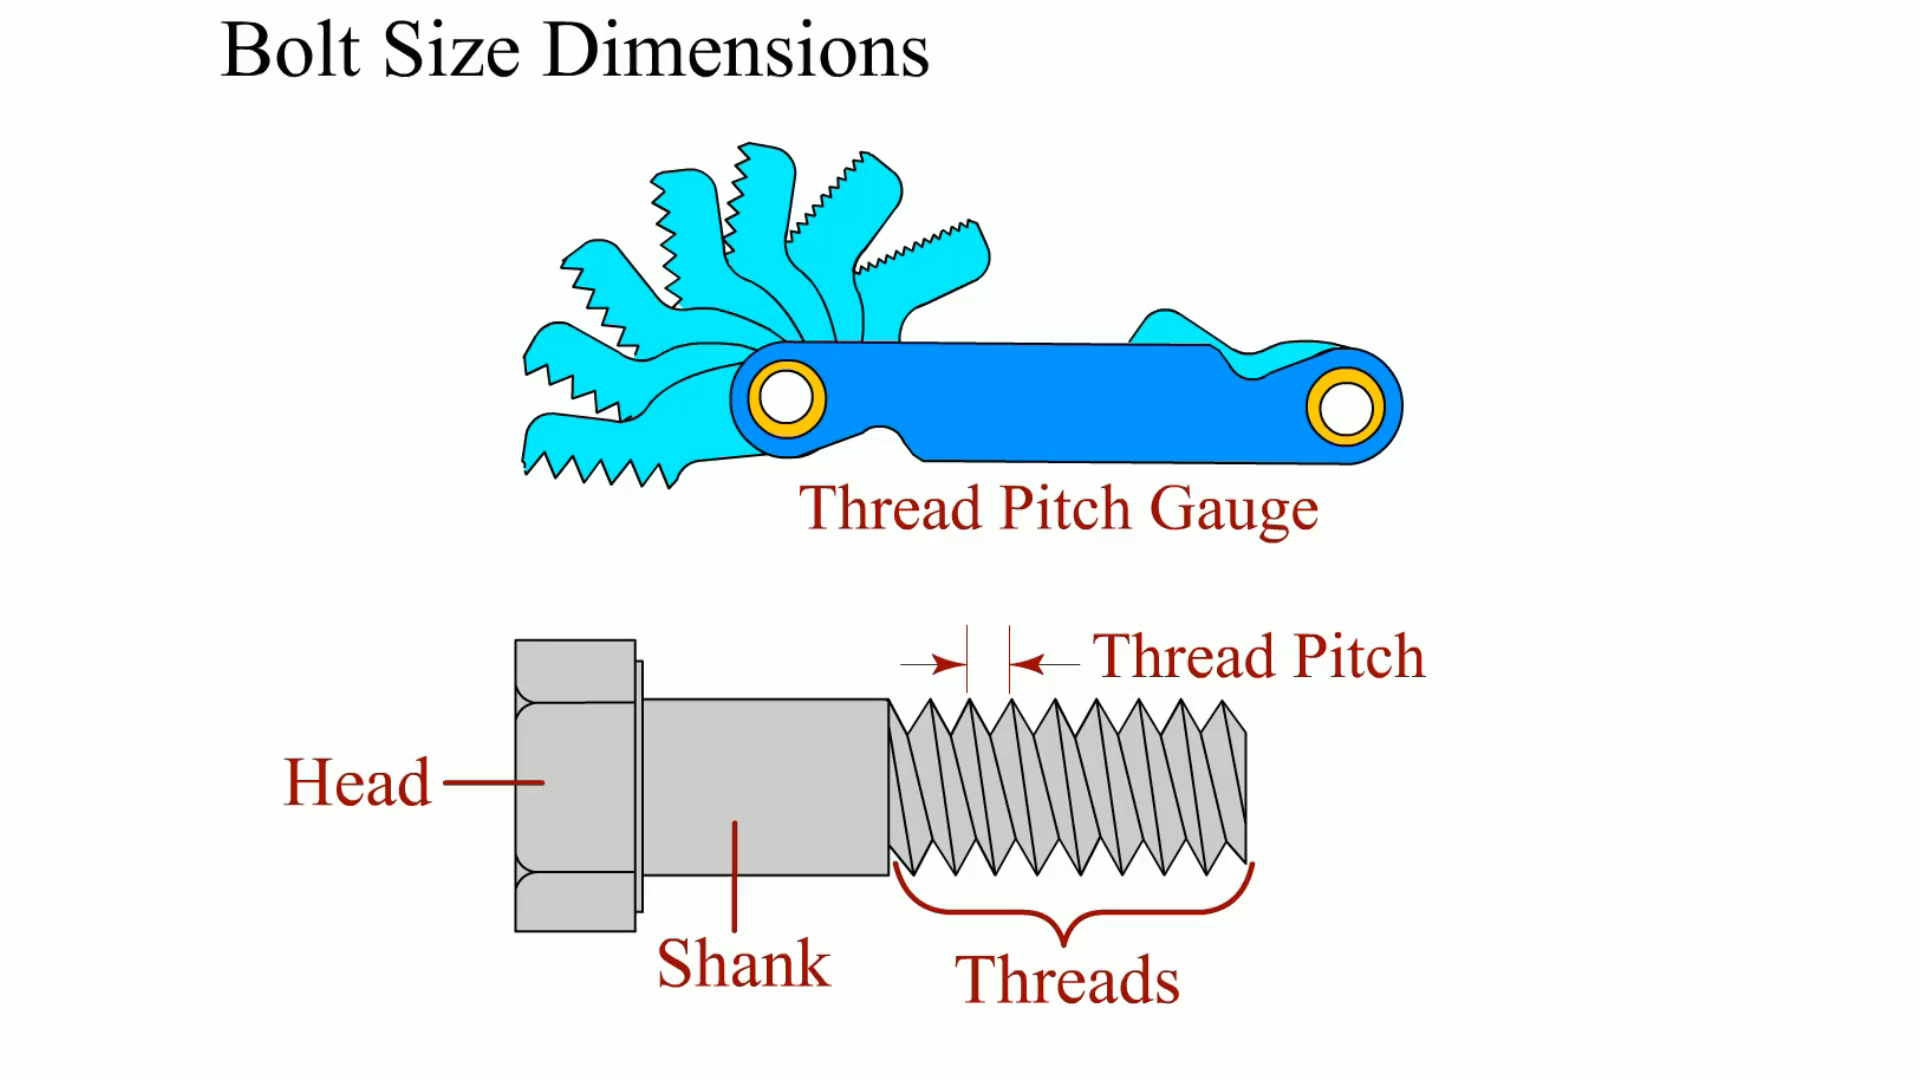 Bolt Size Dimensions
Thread Pitch Gauge
Thread Pitch
Head
Shank
Threads